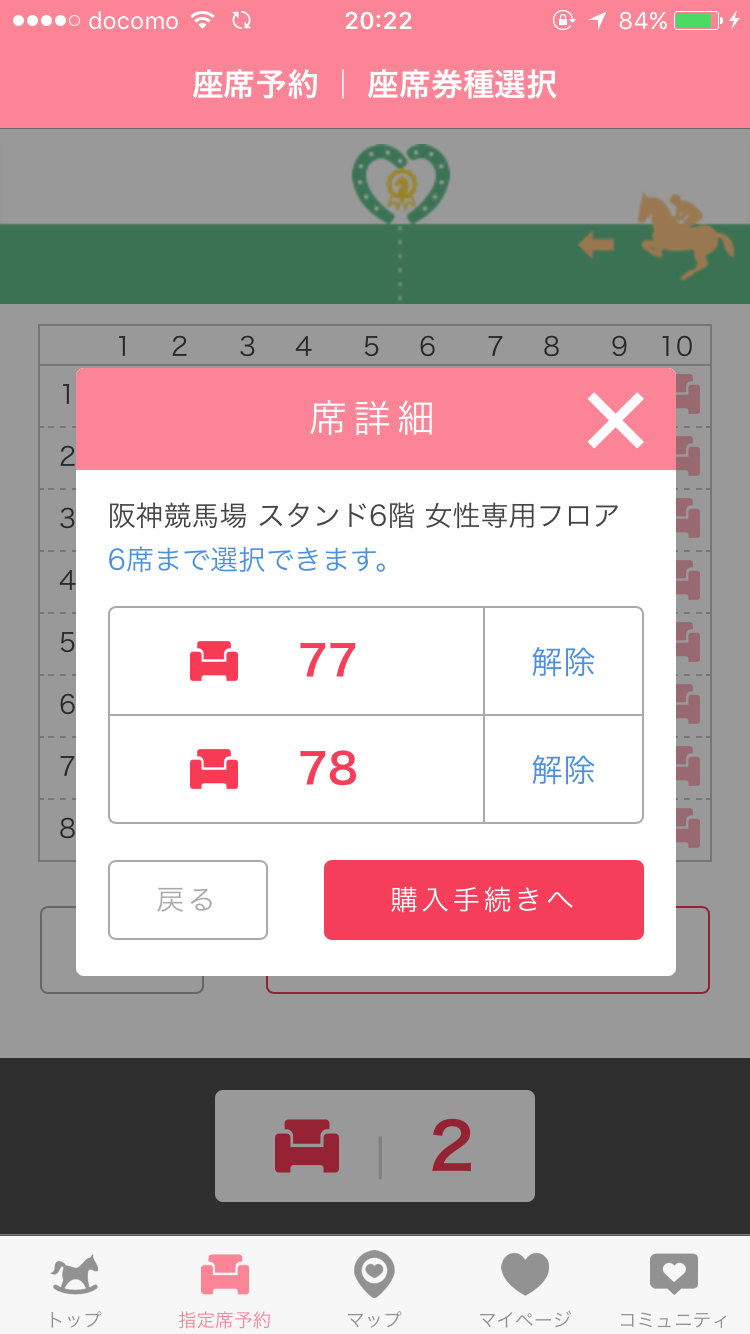 docomo 20:22 84%
座席予約 | 座席券種選択
2
1 2 3 4 5 6 7 8 9 10
1
2
3
4
5
6
7
8
席詳細
阪神競馬場 スタンド6階 女性専用フロア
6席まで選択できます。
77 解除
78 解除
戻る 購入手続きへ
2
トップ 指定席予約 マップ マイページ コミュニティ